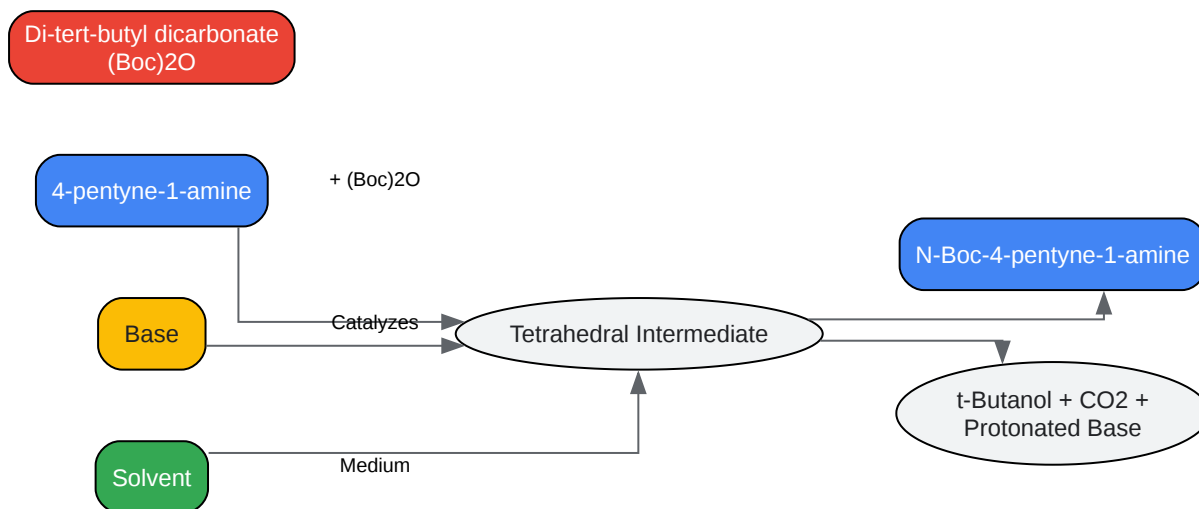 Di-tert-butyl dicarbonate
(Boc)2O
4-pentyne-1-amine
+ (Boc)2O
N-Boc-4-pentyne-1-amine
Base
Catalyzes
Tetrahedral Intermediate
t-Butanol + CO2 +
Protonated Base
Solvent
Medium